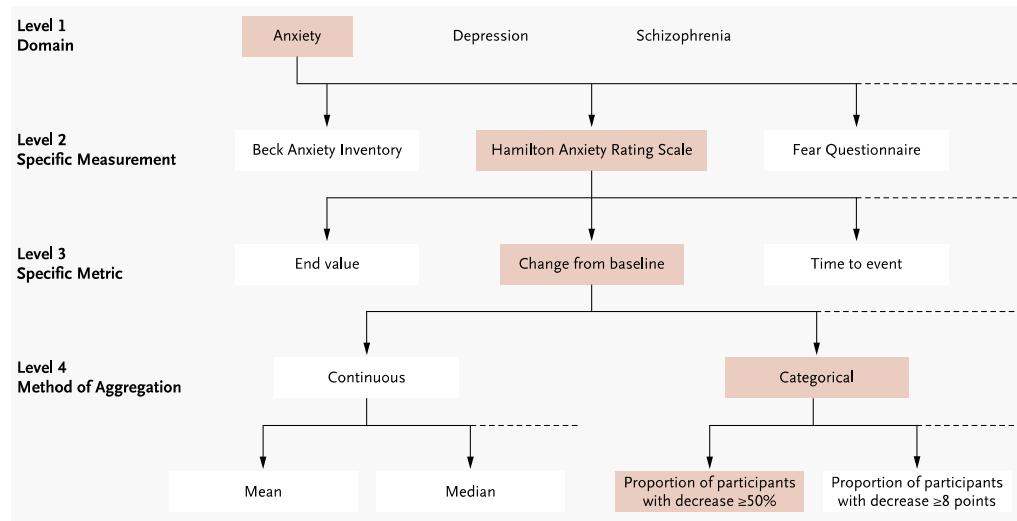 Level 1
Domain
Anxiety
Depression
Schizophrenia
Level 2
Specific Measurement
Beck Anxiety Inventory
Hamilton Anxiety Rating Scale
Fear Questionnaire
Level 3
Specific Metric
End value
Change from baseline
Time to event
Level 4
Method of Aggregation
Continuous
Categorical
Mean
Median
Proportion of participants
with decrease ≥50%
Proportion of participants
with decrease ≥8 points